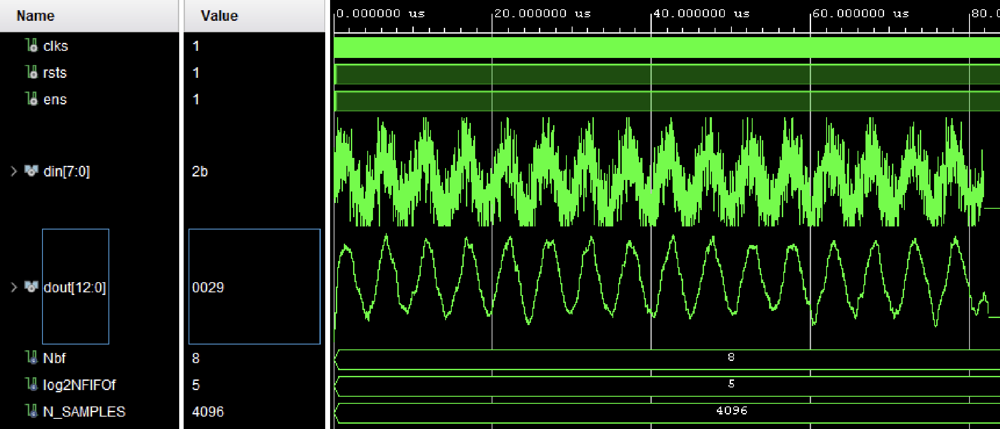 Name Value 0.000000 us 20.000000 us 40.000000 us 60.000000 us 80.0
clks 1
rsts 1
ens 1
din[7:0] 2b
dout[12:0] 0029
Nbf 8 8
log2NFIFOf 5 5
N_SAMPLES 4096 4096